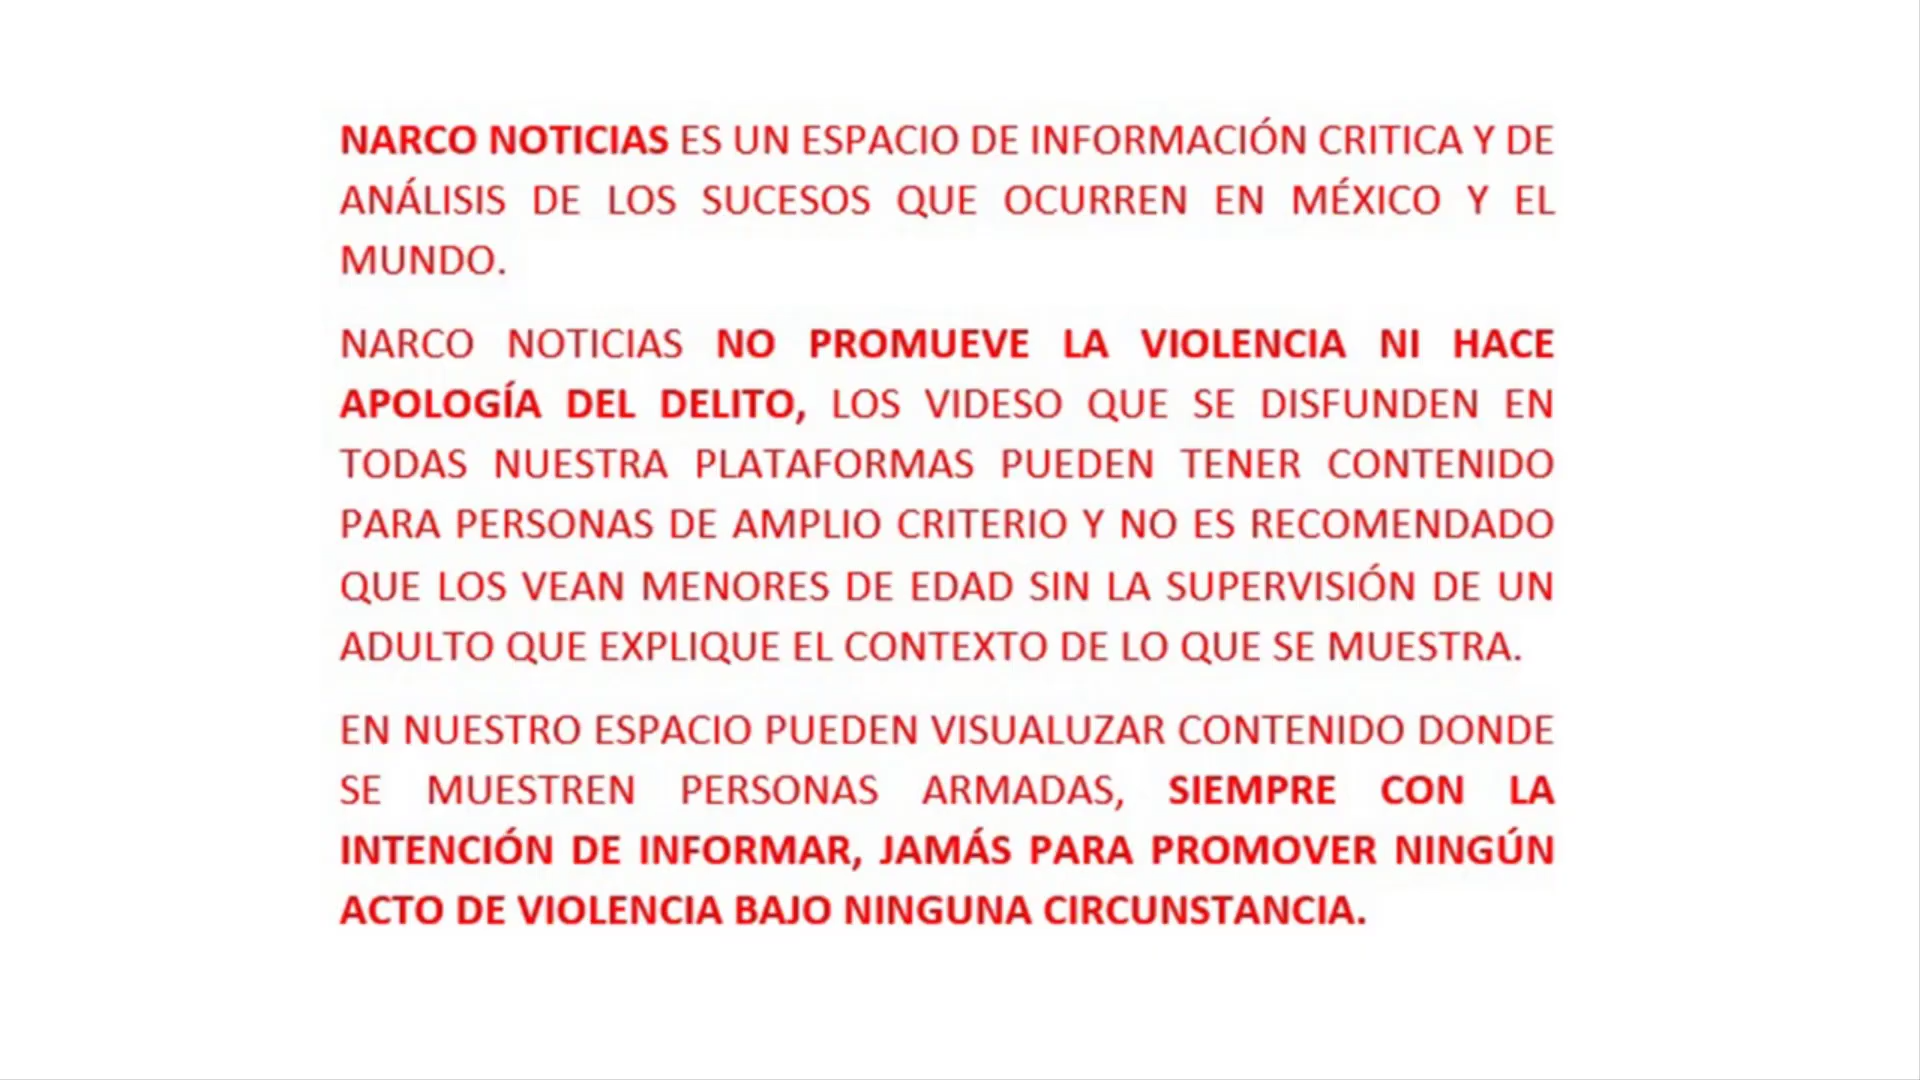 NARCO NOTICIAS ES UN ESPACIO DE INFORMACIÓN CRITICA Y DE
ANÁLISIS DE LOS SUCESOS QUE OCURREN EN MÉXICO Y EL
MUNDO.
NARCO NOTICIAS NO PROMUEVE LA VIOLENCIA NI HACE
APOLOGÍA DEL DELITO, LOS VIDESO QUE SE DISFUNDEN EN
TODAS NUESTRA PLATAFORMAS PUEDEN TENER CONTENIDO
PARA PERSONAS DE AMPLIO CRITERIO Y NO ES RECOMENDADO
QUE LOS VEAN MENORES DE EDAD SIN LA SUPERVISIÓN DE UN
ADULTO QUE EXPLIQUE EL CONTEXTO DE LO QUE SE MUESTRA.
EN NUESTRO ESPACIO PUEDEN VISUALUZAR CONTENIDO DONDE
SE MUESTREN PERSONAS ARMADAS, SIEMPRE CON LA
INTENCIÓN DE INFORMAR, JAMÁS PARA PROMOVER NINGÚN
ACTO DE VIOLENCIA BAJO NINGUNA CIRCUNSTANCIA.